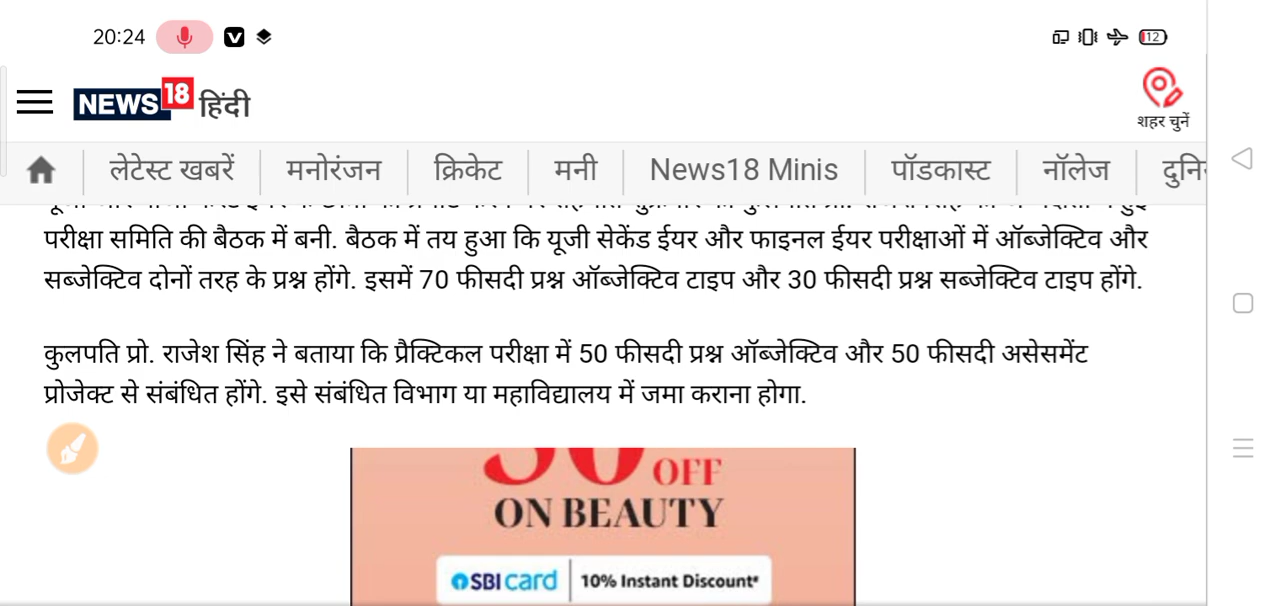 20:24
12
NEWS 18 हिंदी
शहर चुनें
लेटेस्ट खबरें मनोरंजन क्रिकेट मनी News18 Minis पॉडकास्ट नॉलेज
परीक्षा समिति की बैठक में बनी. बैठक में तय हुआ कि यूजी सेकेंड ईयर और फाइनल ईयर परीक्षाओं में ऑब्जेक्टिव और
सब्जेक्टिव दोनों तरह के प्रश्न होंगे. इसमें 70 फीसदी प्रश्न ऑब्जेक्टिव टाइप और 30 फीसदी प्रश्न सब्जेक्टिव टाइप होंगे.
कुलपति प्रो. राजेश सिंह ने बताया कि प्रैक्टिकल परीक्षा में 50 फीसदी प्रश्न ऑब्जेक्टिव और 50 फीसदी असेसमेंट
प्रोजेक्ट से संबंधित होंगे. इसे संबंधित विभाग या महाविद्यालय में जमा कराना होगा.
OFF
ON BEAUTY
SBI card 10% Instant Discount*